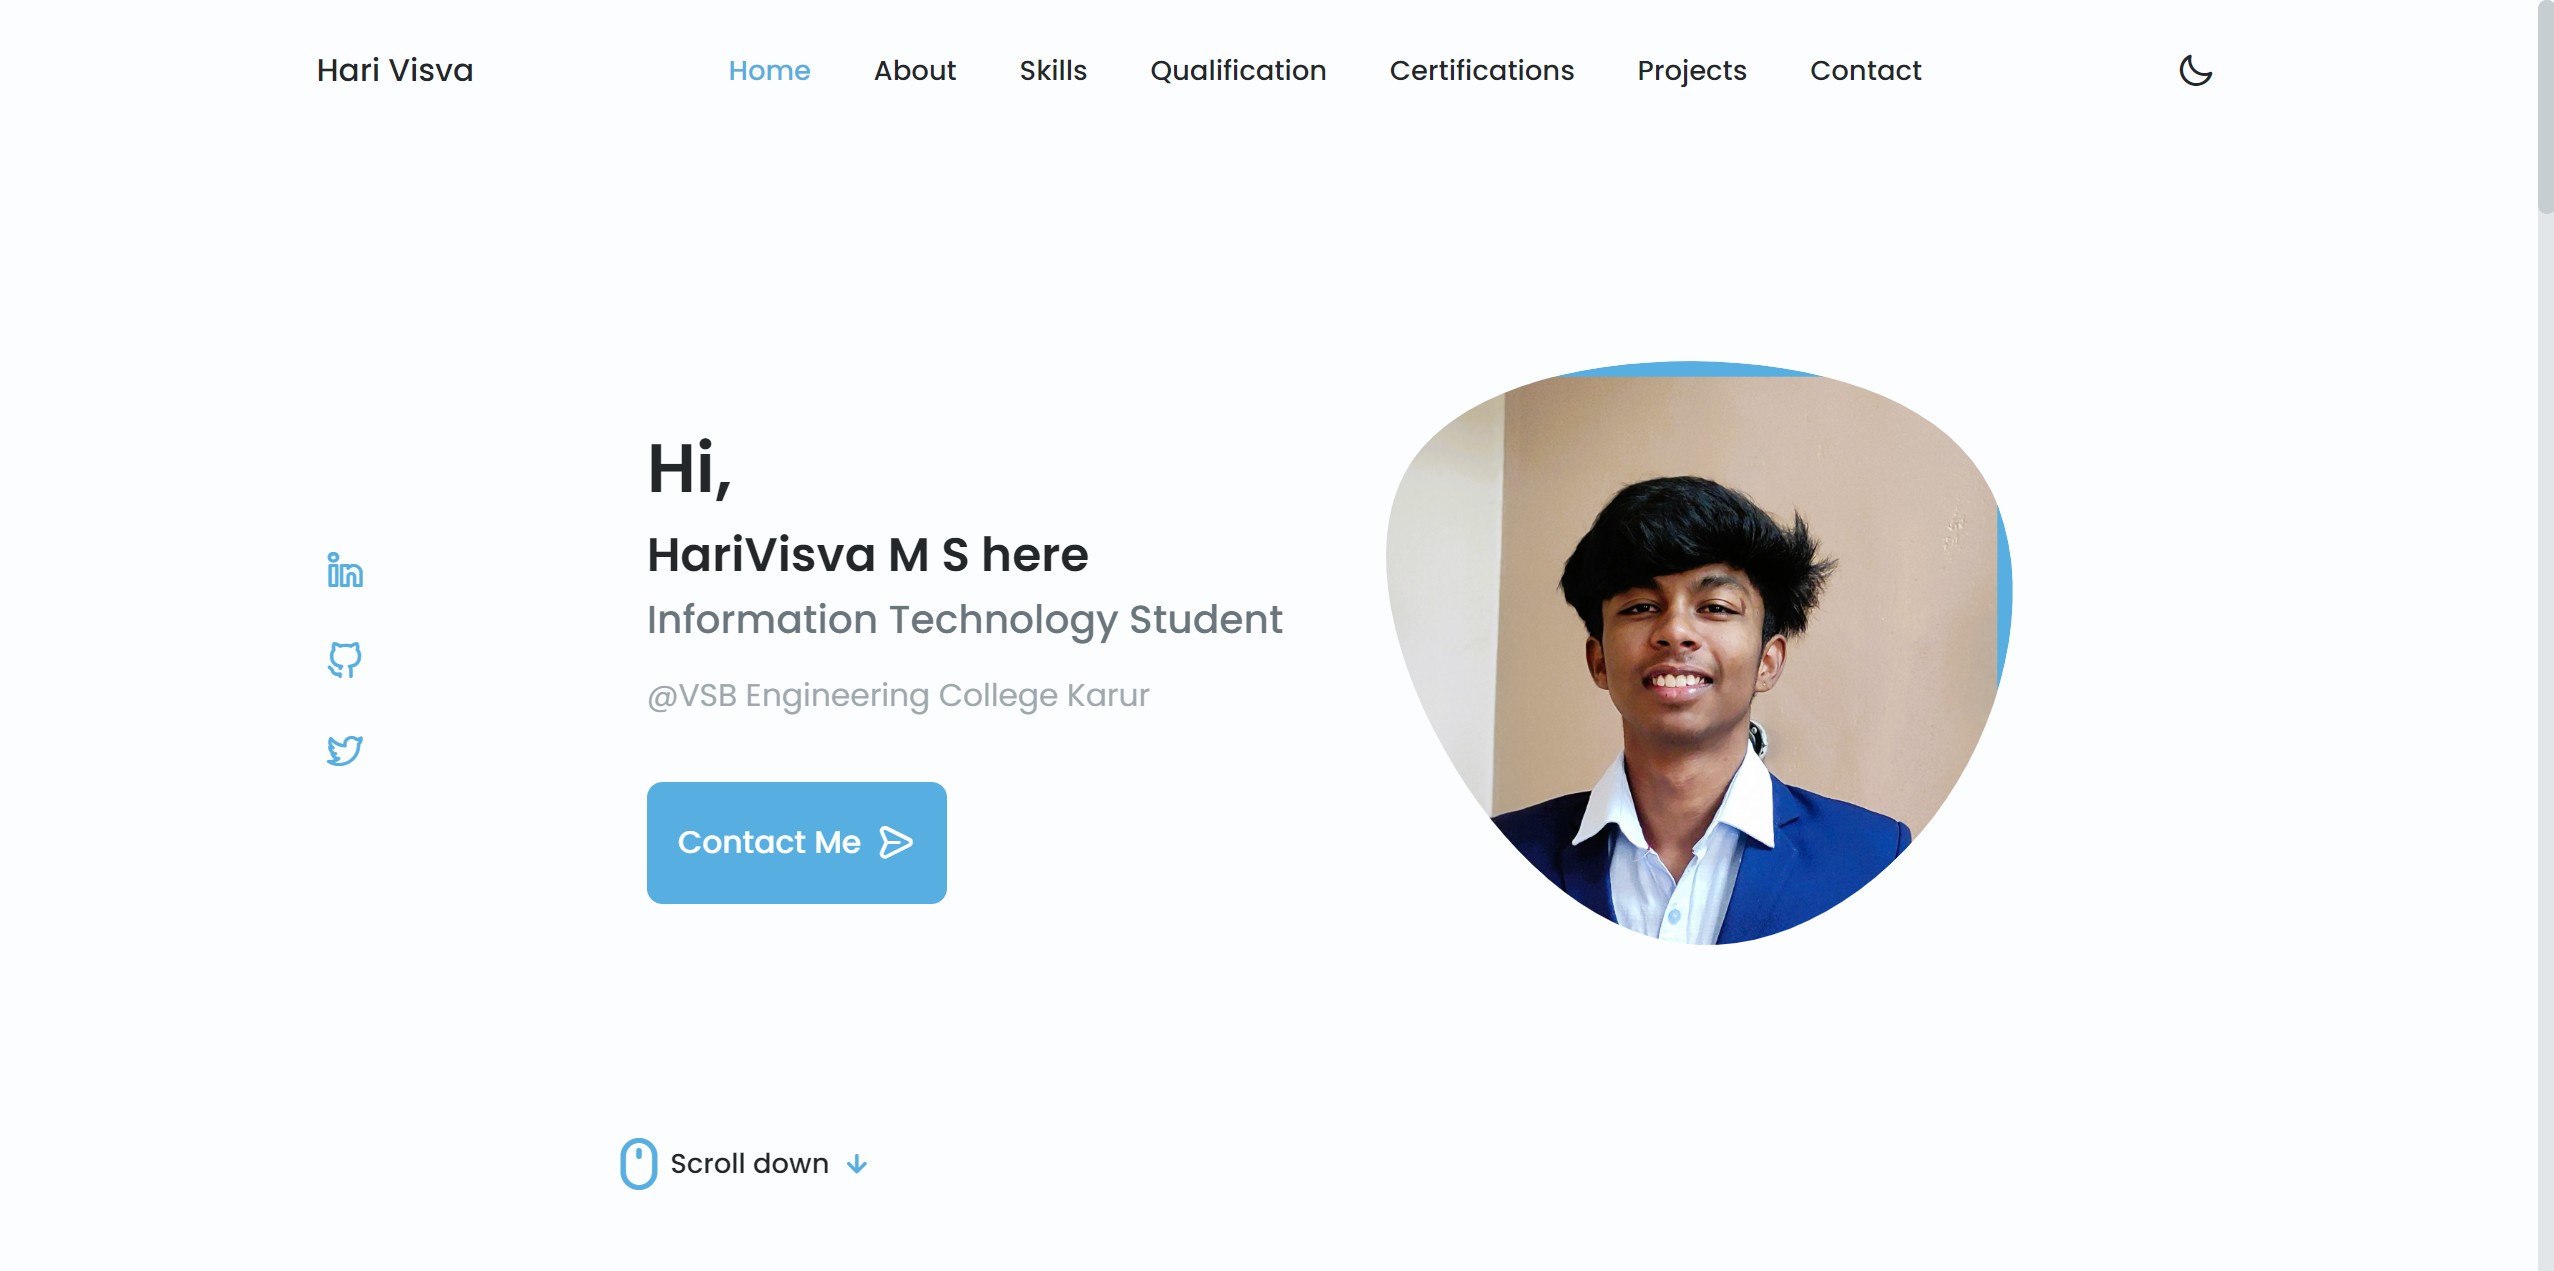 Hari Visva
Home About Skills Qualification Certifications Projects Contact
Hi,
HariVisva M S here
Information Technology Student
@VSB Engineering College Karur
Contact Me
Scroll down